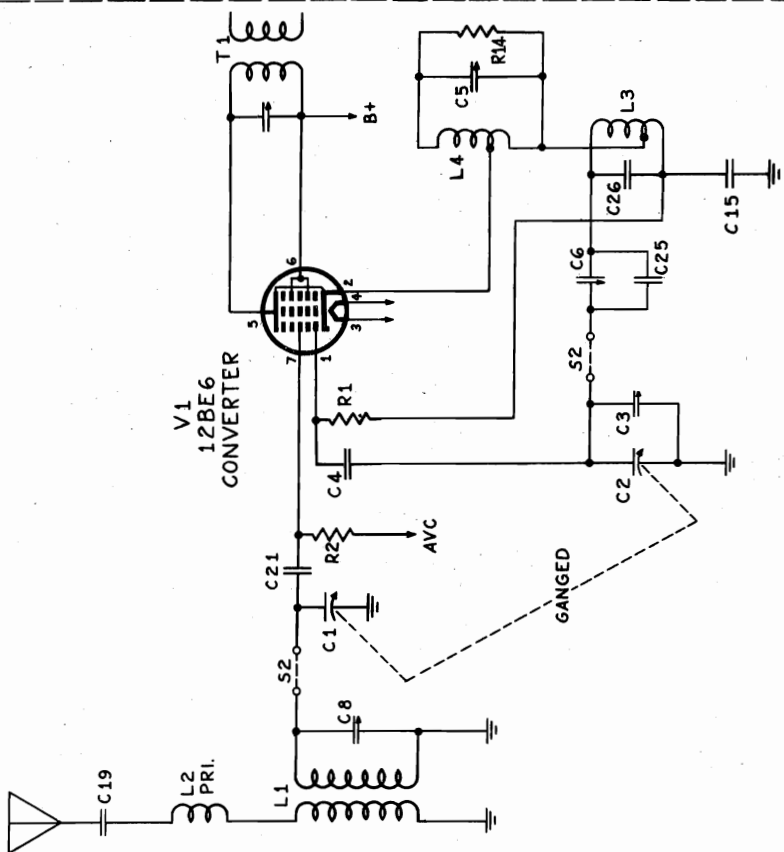 T1
B+
R14
C5
L4
L3
C26
C15
C6
C25
S2
C3
C2
V1
12BE6
CONVERTER
5
6
7
1
2
4
3
R1
C4
C21
R2
AVC
C1
GANGED
S2
C8
L1
L2
PRI.
C19